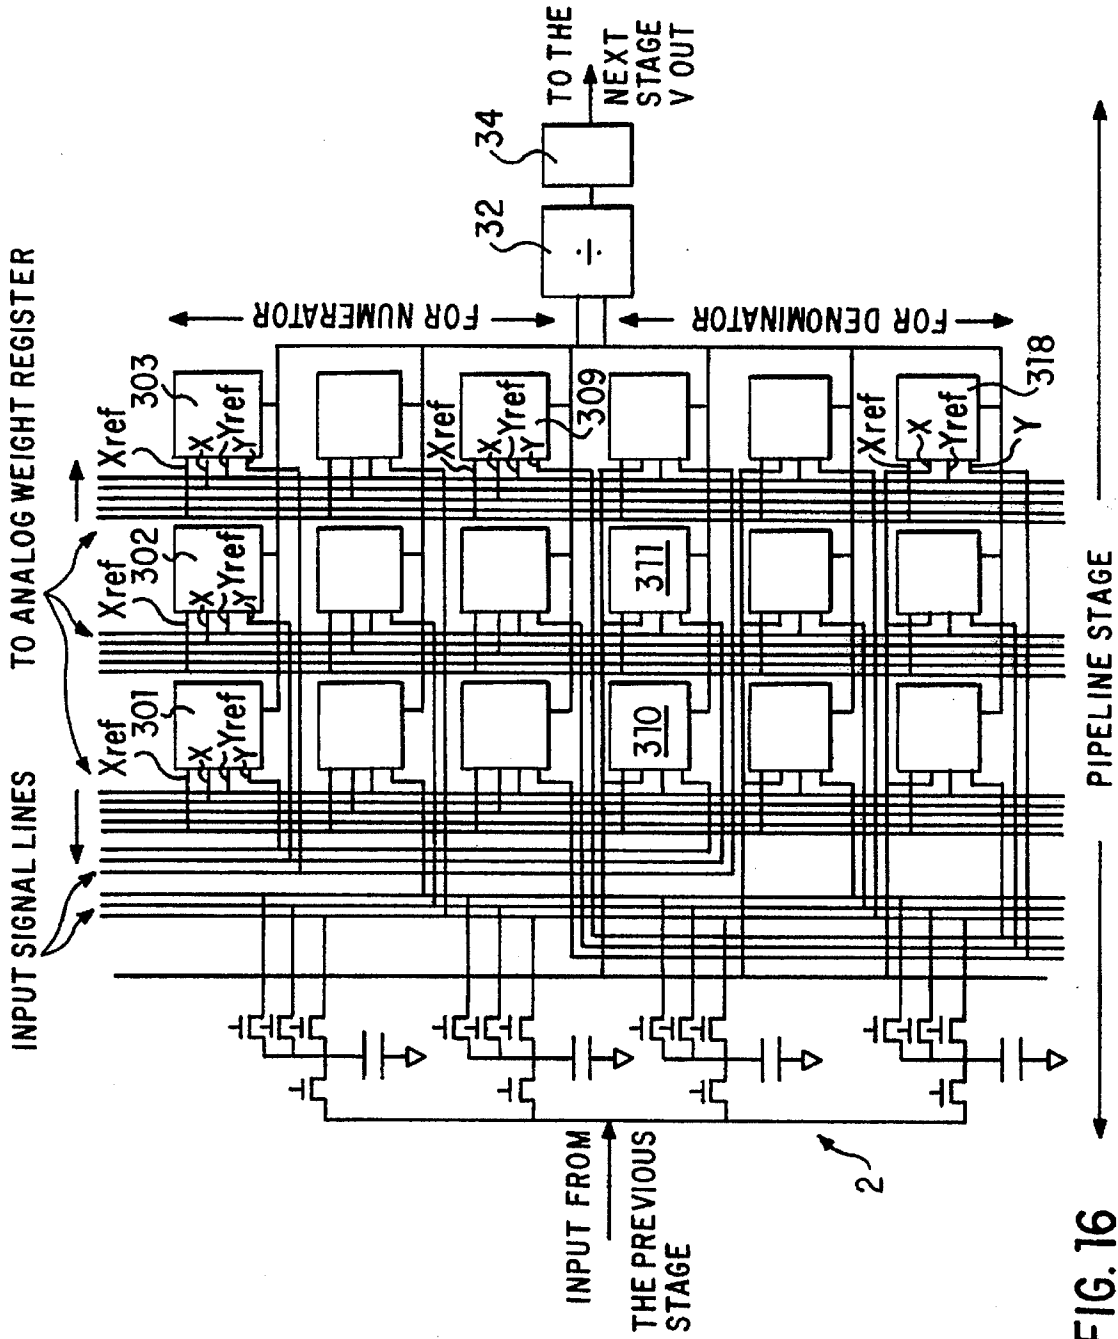 INPUT SIGNAL LINES
TO ANALOG WEIGHT REGISTER
Xref
Xref
Xref
301
302
303
X
Yref
Y
X
Yref
Y
X
Yref
Y
FOR NUMERATOR
FOR DENOMINATOR
Xref
X
Yref
Y
309
310
311
Xref
X
Yref
Y
318
32
÷
34
TO THE
NEXT
STAGE
V OUT
INPUT FROM
THE PREVIOUS
STAGE
2
PIPELINE STAGE
FIG. 16